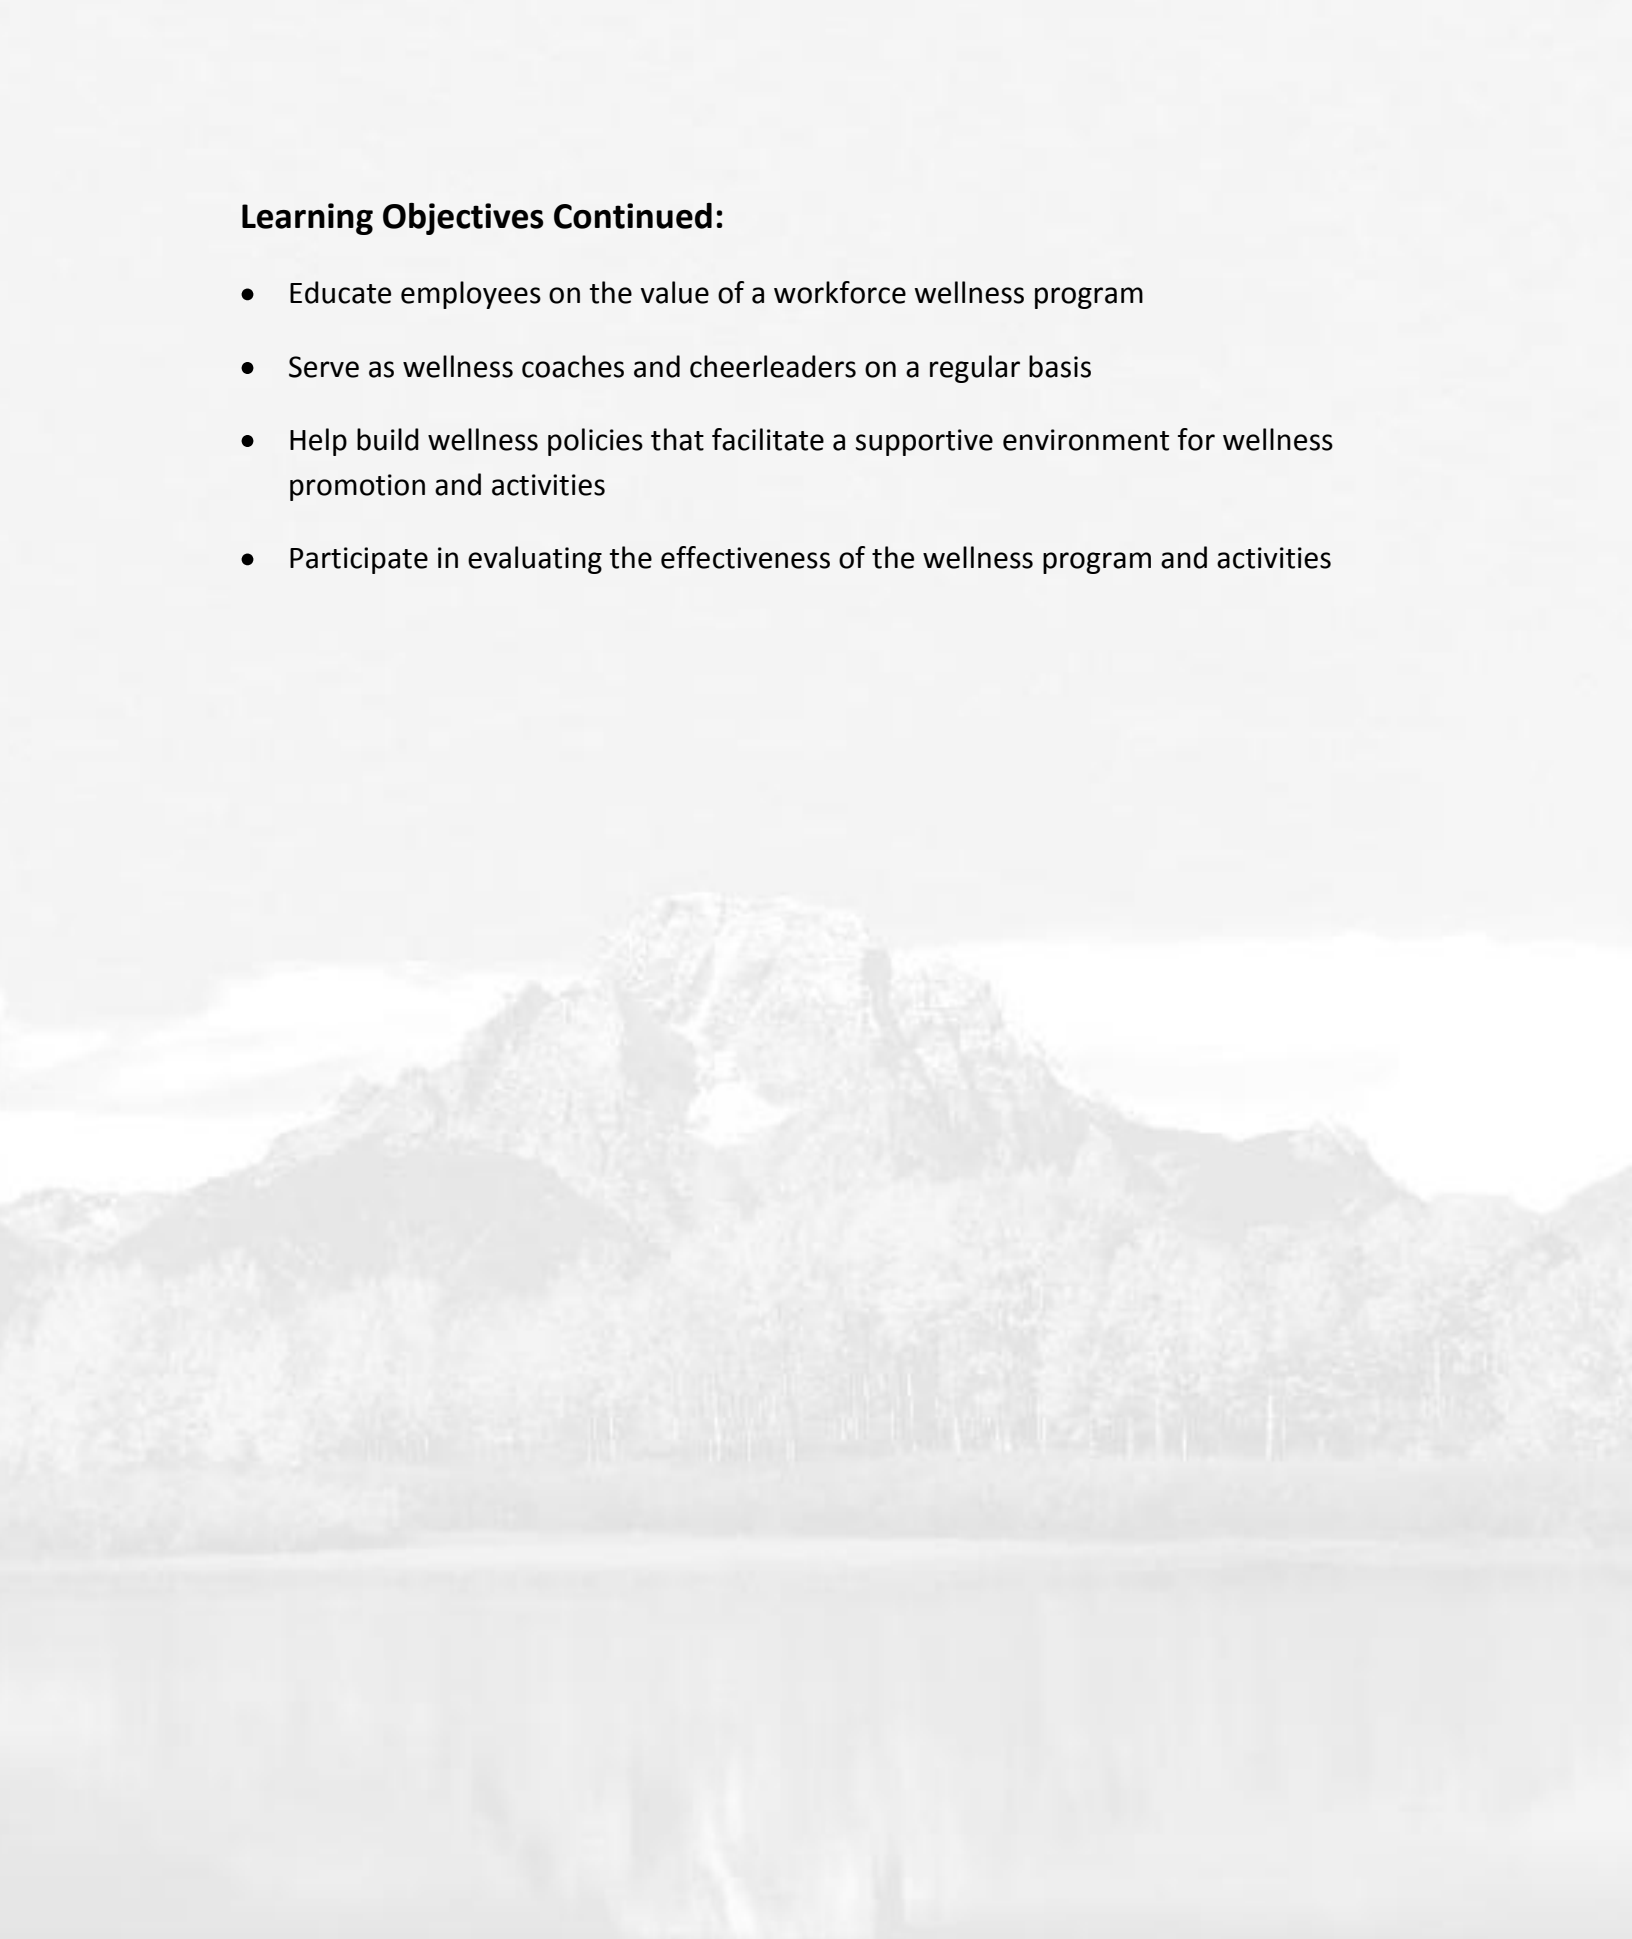 Learning Objectives Continued:
• Educate employees on the value of a workforce wellness program
• Serve as wellness coaches and cheerleaders on a regular basis
• Help build wellness policies that facilitate a supportive environment for wellness
promotion and activities
• Participate in evaluating the effectiveness of the wellness program and activities